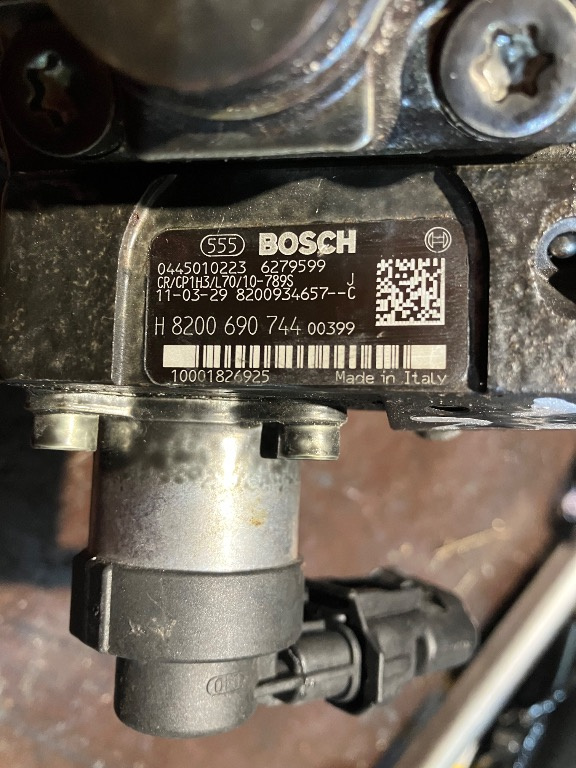 555 BOSCH
0445010223 6279599
CR/CP1H3/L70/10-789S J
11-03-29 8200934657--C
H 8200 690 744 00399
10001826925 Made in Italy